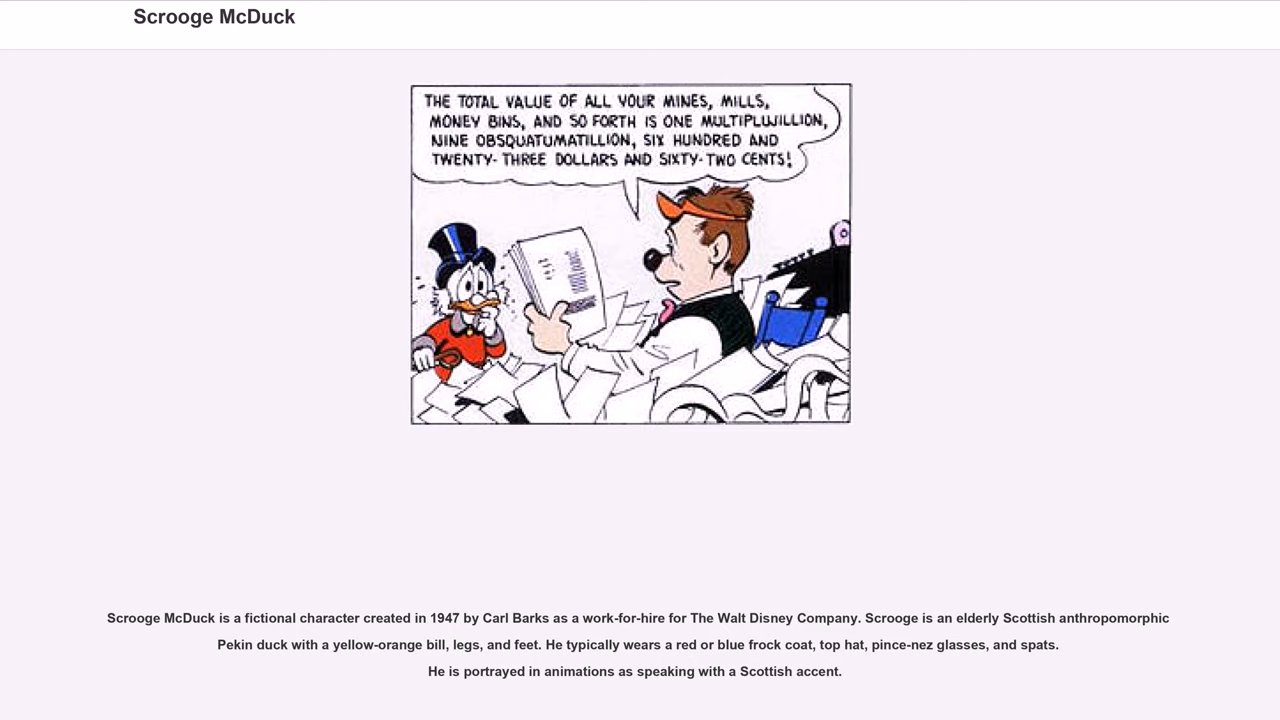 Scrooge McDuck
THE TOTAL VALUE OF ALL YOUR MINES, MILLS,
MONEY BINS, AND SO FORTH IS ONE MULTIPLUJILLION,
NINE OBSQUATUMATILLION, SIX HUNDRED AND
TWENTY-THREE DOLLARS AND SIXTY-TWO CENTS!
Scrooge McDuck is a fictional character created in 1947 by Carl Barks as a work-for-hire for The Walt Disney Company. Scrooge is an elderly Scottish anthropomorphic
Pekin duck with a yellow-orange bill, legs, and feet. He typically wears a red or blue frock coat, top hat, pince-nez glasses, and spats.
He is portrayed in animations as speaking with a Scottish accent.